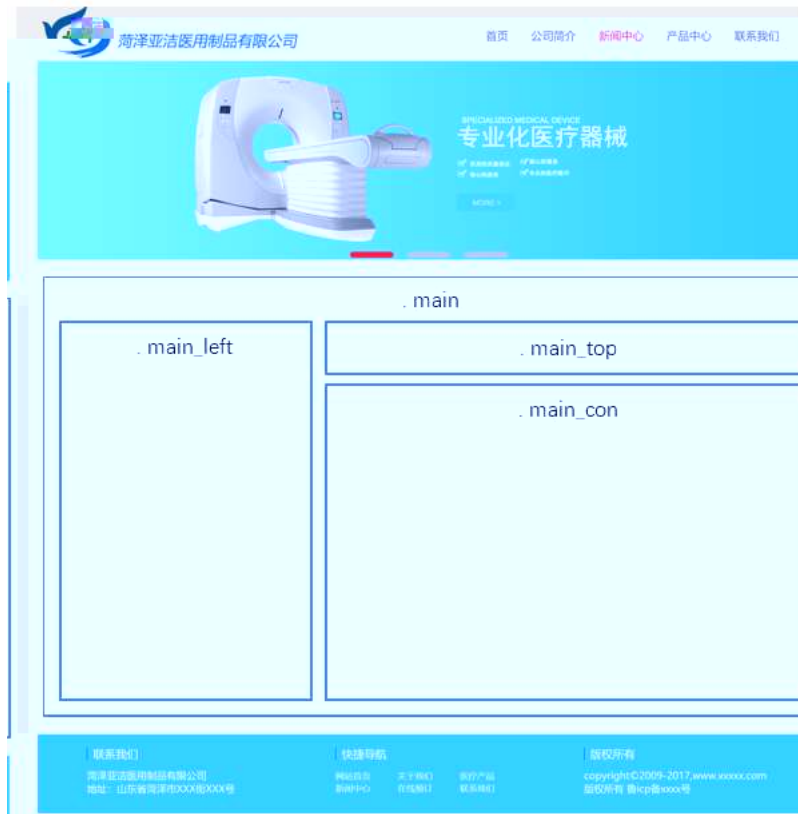 菏泽亚洁医用制品有限公司
首页 公司简介 新闻中心 产品中心 联系我们
SPECIALIZED MEDICAL DEVICE
专业化医疗器械
MORE >
. main
. main_left
. main_top
. main_con
联系我们
快捷导航
版权所有
菏泽亚洁医用制品有限公司
地址：山东省菏泽市XXX街XXX号
网站首页 关于我们 医疗产品
新闻中心 在线预订 联系我们
copyright©2009-2017,www.xxxxx.com
版权所有 鲁icp备xxxx号